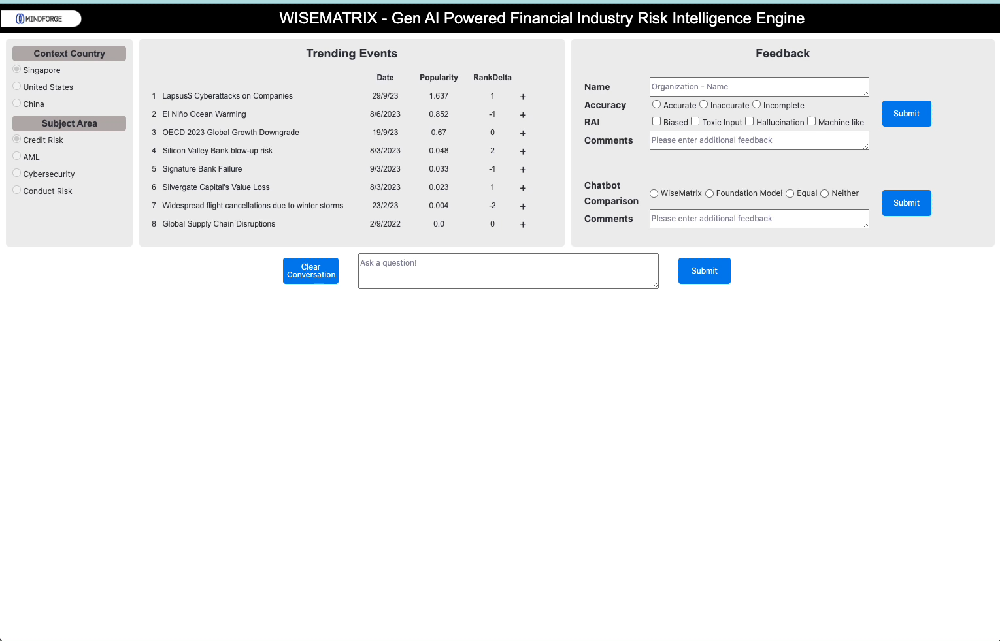 MINDFORGE
WISEMATRIX - Gen AI Powered Financial Industry Risk Intelligence Engine
Context Country
Singapore
United States
China
Subject Area
Credit Risk
AML
Cybersecurity
Conduct Risk
Trending Events
Date Popularity RankDelta
1 Lapsus$ Cyberattacks on Companies 29/9/23 1.637 1 +
2 El Niño Ocean Warming 8/6/2023 0.852 -1 +
3 OECD 2023 Global Growth Downgrade 19/9/23 0.67 0 +
4 Silicon Valley Bank blow-up risk 8/3/2023 0.048 2 +
5 Signature Bank Failure 9/3/2023 0.033 -1 +
6 Silvergate Capital's Value Loss 8/3/2023 0.023 1 +
7 Widespread flight cancellations due to winter storms 23/2/23 0.004 -2 +
8 Global Supply Chain Disruptions 2/9/2022 0.0 0 +
Feedback
Name Organization - Name
Accuracy Accurate Inaccurate Incomplete
RAI Biased Toxic Input Hallucination Machine like
Comments Please enter additional feedback
Submit
Chatbot
Comparison WiseMatrix Foundation Model Equal Neither
Comments Please enter additional feedback
Submit
Clear
Conversation
Ask a question!
Submit